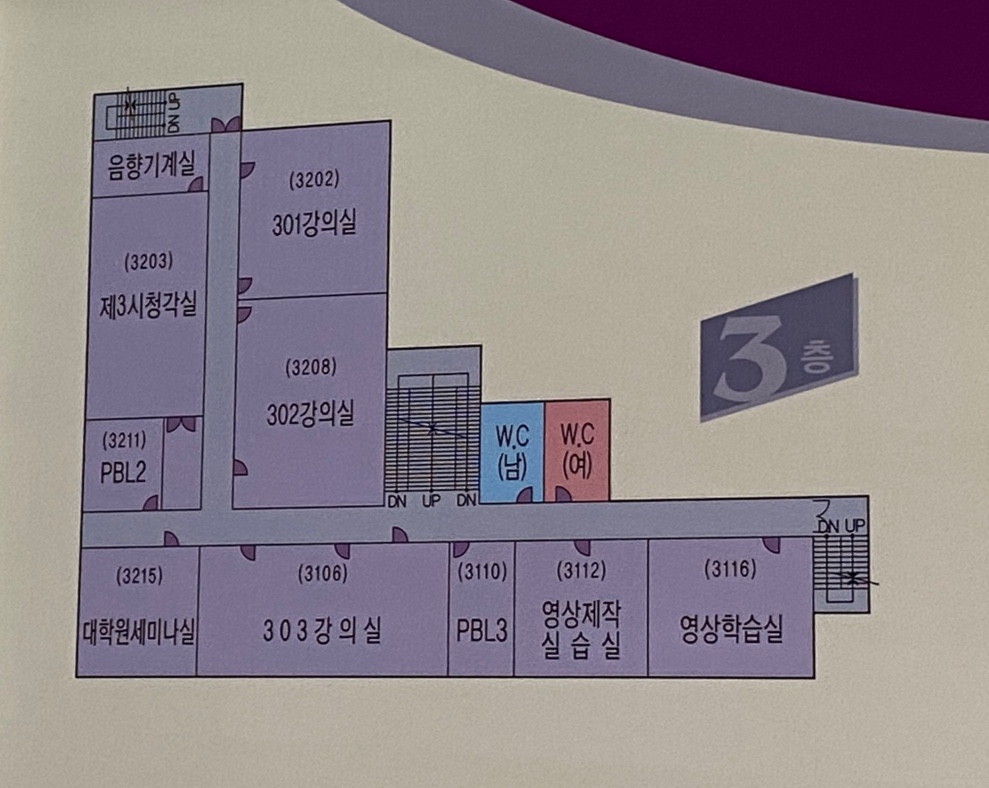 DN UP
음향기계실
(3202)
301강의실
(3203)
제3시청각실
3층
(3208)
302강의실
(3211)
PBL2
W.C
(남)
W.C
(여)
DN UP DN
DN UP
(3215)
대학원세미나실
(3106)
303강의실
(3110)
PBL3
(3112)
영상제작
실습실
(3116)
영상학습실